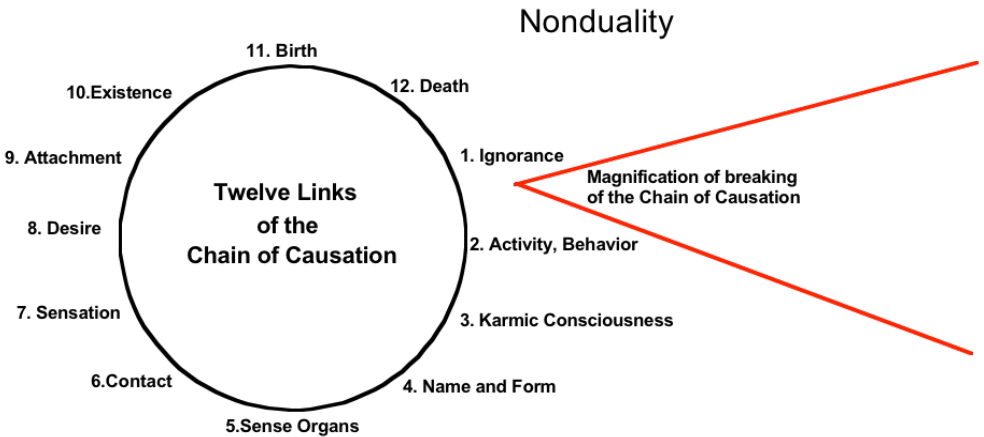 Nonduality
11. Birth
12. Death
10.Existence
1. Ignorance
9. Attachment
Magnification of breaking
of the Chain of Causation
Twelve Links
of the
Chain of Causation
8. Desire
2. Activity, Behavior
7. Sensation
3. Karmic Consciousness
6.Contact
4. Name and Form
5.Sense Organs